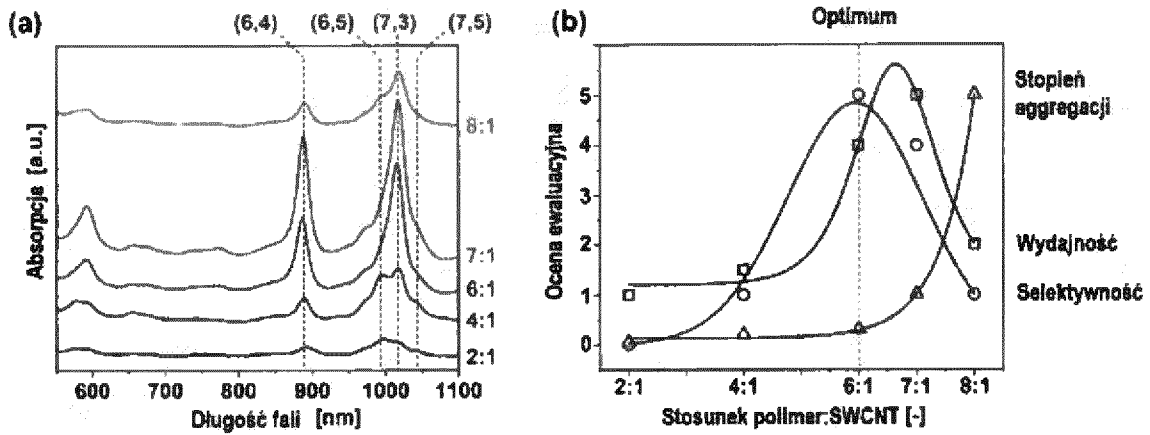 (a)
(6,4) (6,5) (7,3) (7,5)
8:1
7:1
6:1
4:1
2:1
Absorpcja [a.u.]
600 700 800 900 1000 1100
Długość fali [nm]
(b)
Optimum
5
4
3
2
1
0
Ocena ewaluacyjna
Stopień
aggregacji
Wydajność
Selektywność
2:1 4:1 6:1 7:1 8:1
Stosunek polimer:SWCNT [-]